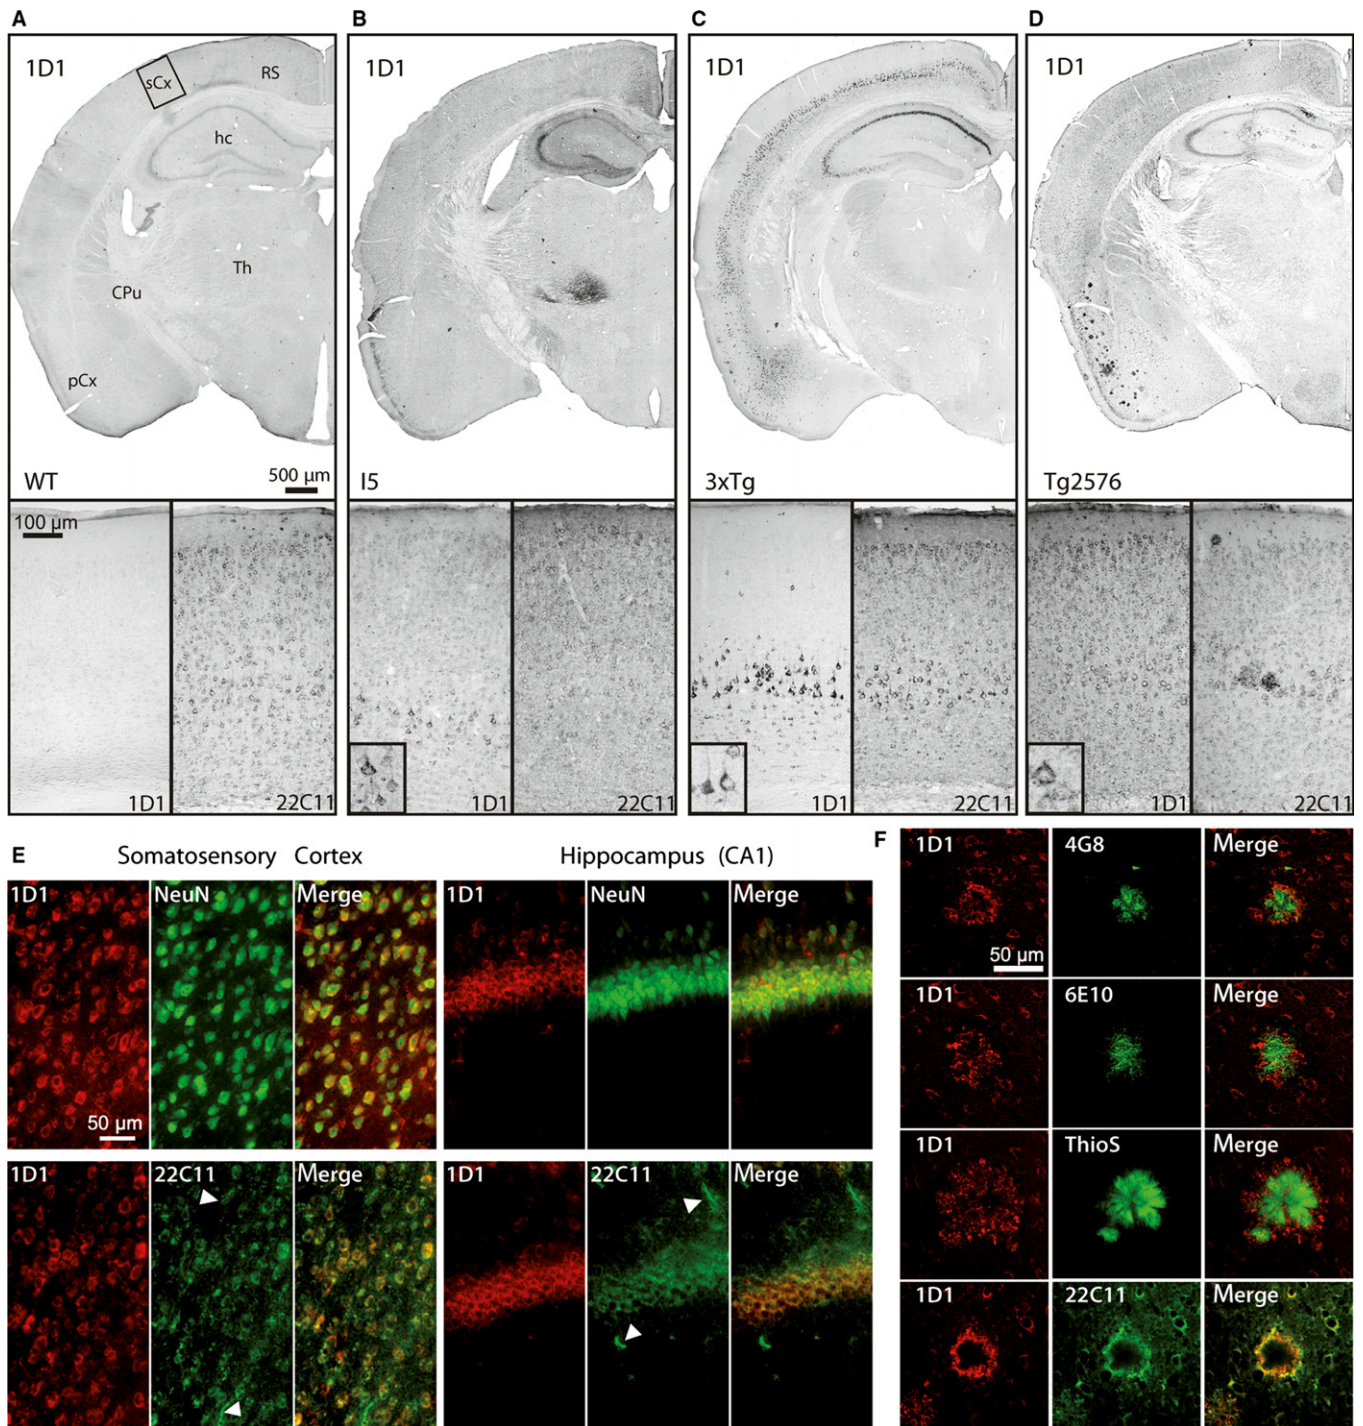 A
B
C
D
1D1
sCx
RS
hc
Th
CPu
pCx
WT
500 µm
1D1
I5
1D1
3xTg
1D1
Tg2576
100 µm
1D1
22C11
1D1
22C11
1D1
22C11
1D1
22C11
E
Somatosensory Cortex
Hippocampus (CA1)
1D1
NeuN
Merge
1D1
NeuN
Merge
50 µm
1D1
22C11
Merge
1D1
22C11
Merge
F
1D1
4G8
Merge
50 µm
1D1
6E10
Merge
1D1
ThioS
Merge
1D1
22C11
Merge